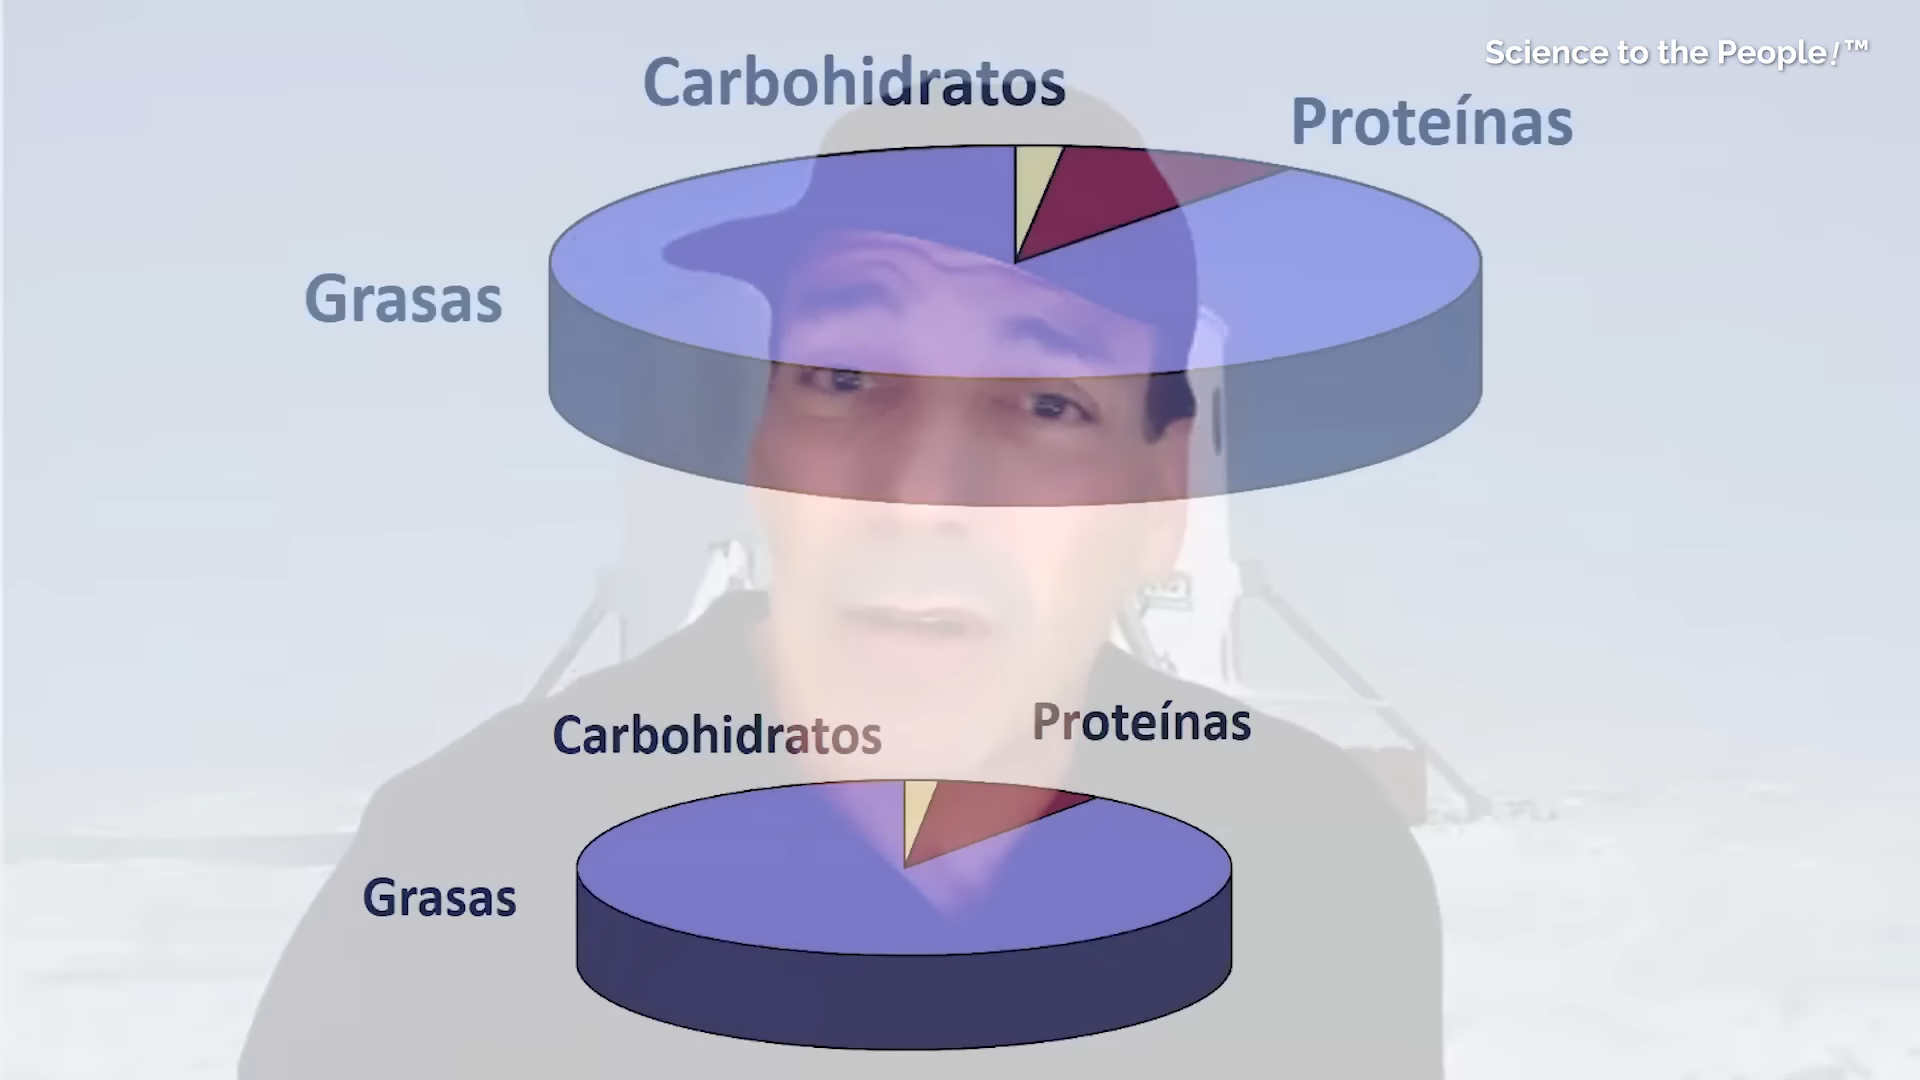 Science to the People!™
Carbohidratos
Proteínas
Grasas
Carbohidratos
Proteínas
Grasas